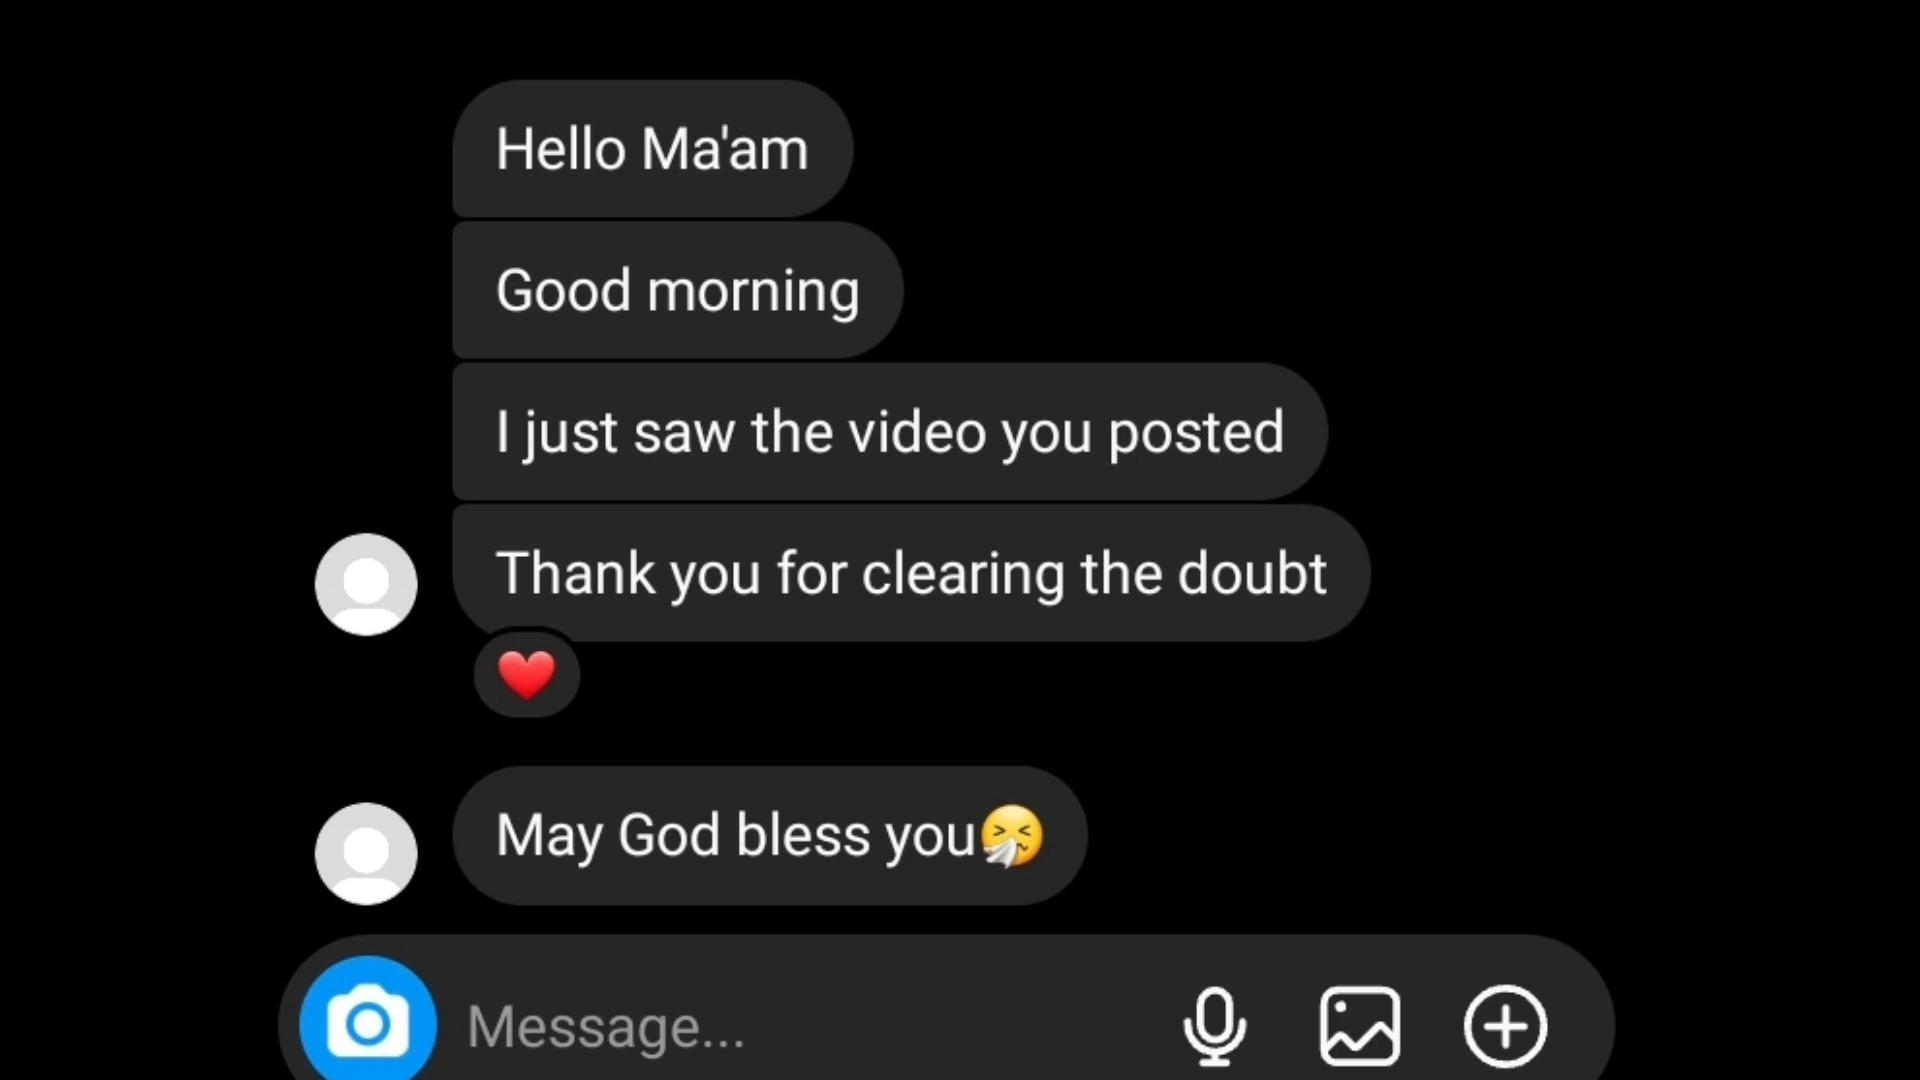 Hello Ma'am
Good morning
I just saw the video you posted
Thank you for clearing the doubt
❤️
May God bless you🤧
Message...